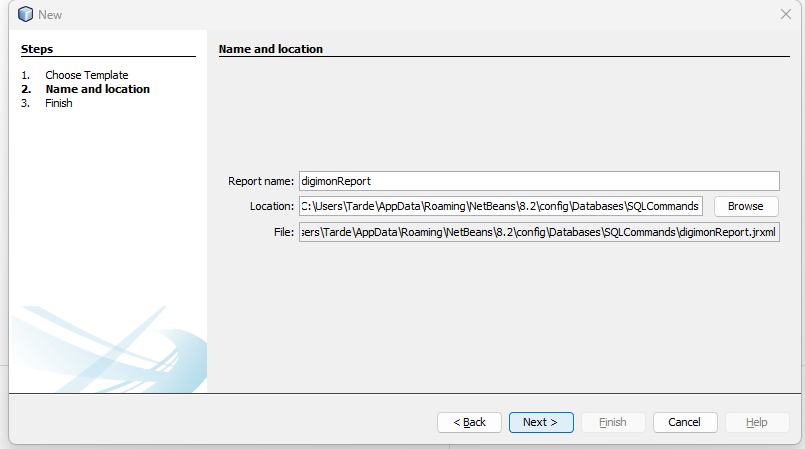 New
Steps
1. Choose Template
2. Name and location
3. Finish
Name and location
Report name: digimonReport
Location: C:\Users\Tarde\AppData\Roaming\NetBeans\8.2\config\Databases\SQLCommands Browse
File: sers\Tarde\AppData\Roaming\NetBeans\8.2\config\Databases\SQLCommands\digimonReport.jrxml
< Back Next > Finish Cancel Help